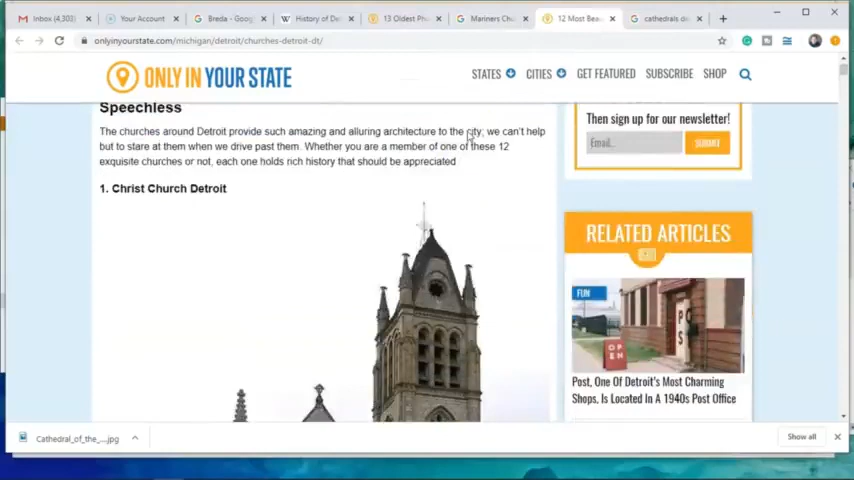 Inbox (4,303)
Your Account
Breda - Goog
History of De
13 Oldest Ph
Mariners Chu
12 Most Bea
cathedrals di
onlyinyourstate.com/michigan/detroit/churches-detroit-dt/
ONLY IN YOUR STATE
STATES
CITIES
GET FEATURED
SUBSCRIBE
SHOP
Speechless
The churches around Detroit provide such amazing and alluring architecture to the city; we can't help
but to stare at them when we drive past them. Whether you are a member of one of these 12
exquisite churches or not, each one holds rich history that should be appreciated
1. Christ Church Detroit
Then sign up for our newsletter!
Email...
SUBMIT
RELATED ARTICLES
FUN
OPEN
P
S
Post, One Of Detroit's Most Charming
Shops, Is Located In A 1940s Post Office
Cathedral_of_the_....jpg
Show all